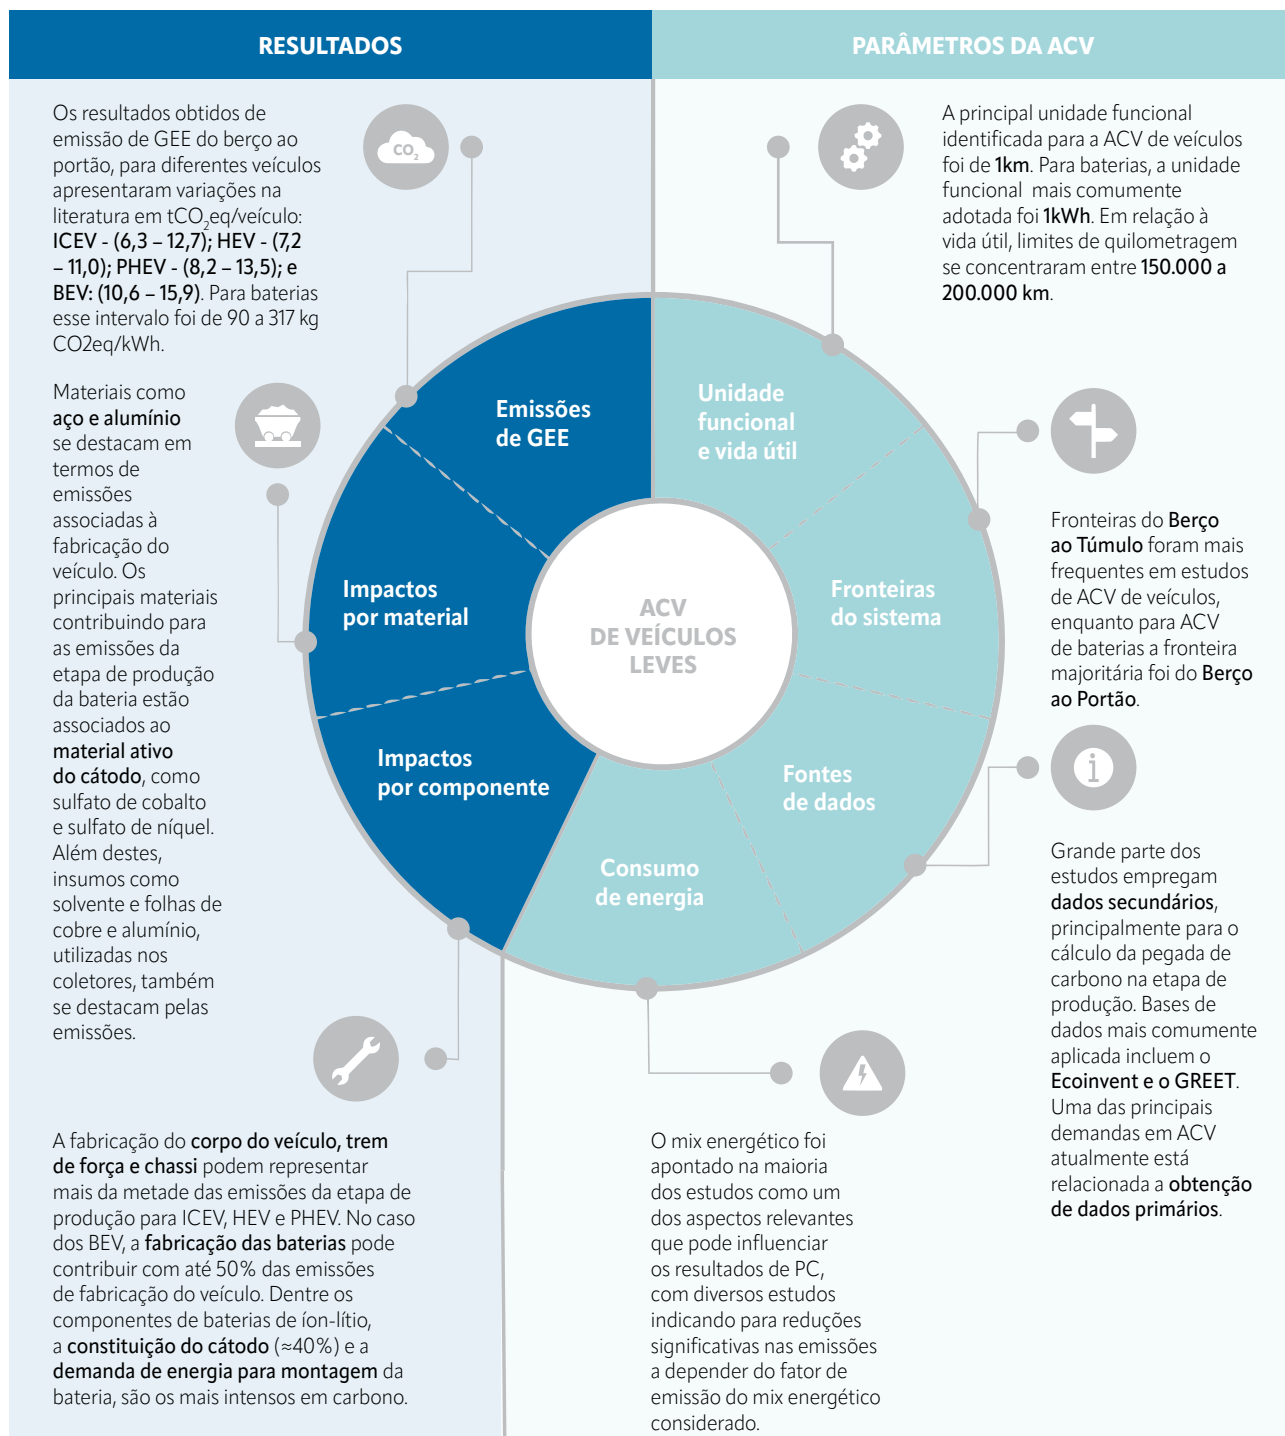 RESULTADOS
Os resultados obtidos de
emissão de GEE do berço ao
portão, para diferentes veículos
apresentaram variações na
literatura em tCO₂eq/veículo:
ICEV - (6,3 – 12,7); HEV - (7,2
– 11,0); PHEV - (8,2 – 13,5); e
BEV: (10,6 – 15,9). Para baterias
esse intervalo foi de 90 a 317 kg
CO2eq/kWh.
CO₂
Materiais como
aço e alumínio
se destacam em
termos de
emissões
associadas à
fabricação do
veículo. Os
principais materiais
contribuindo para
as emissões da
etapa de produção
da bateria estão
associados ao
material ativo
do cátodo, como
sulfato de cobalto
e sulfato de níquel.
Além destes,
insumos como
solvente e folhas de
cobre e alumínio,
utilizadas nos
coletores, também
se destacam pelas
emissões.
A fabricação do corpo do veículo, trem
de força e chassi podem representar
mais da metade das emissões da etapa de
produção para ICEV, HEV e PHEV. No caso
dos BEV, a fabricação das baterias pode
contribuir com até 50% das emissões
de fabricação do veículo. Dentre os
componentes de baterias de íon-lítio,
a constituição do cátodo (≈40%) e a
demanda de energia para montagem da
bateria, são os mais intensos em carbono.
Emissões
de GEE
Impactos
por material
Impactos
por componente
ACV
DE VEÍCULOS
LEVES
PARÂMETROS DA ACV
Unidade
funcional
e vida útil
Fronteiras
do sistema
Fontes
de dados
Consumo
de energia
A principal unidade funcional
identificada para a ACV de veículos
foi de 1km. Para baterias, a unidade
funcional mais comumente
adotada foi 1kWh. Em relação à
vida útil, limites de quilometragem
se concentraram entre 150.000 a
200.000 km.
Fronteiras do Berço
ao Túmulo foram mais
frequentes em estudos
de ACV de veículos,
enquanto para ACV
de baterias a fronteira
majoritária foi do Berço
ao Portão.
i
Grande parte dos
estudos empregam
dados secundários,
principalmente para o
cálculo da pegada de
carbono na etapa de
produção. Bases de
dados mais comumente
aplicada incluem o
Ecoinvent e o GREET.
Uma das principais
demandas em ACV
atualmente está
relacionada a obtenção
de dados primários.
O mix energético foi
apontado na maioria
dos estudos como um
dos aspectos relevantes
que pode influenciar
os resultados de PC,
com diversos estudos
indicando para reduções
significativas nas emissões
a depender do fator de
emissão do mix energético
considerado.